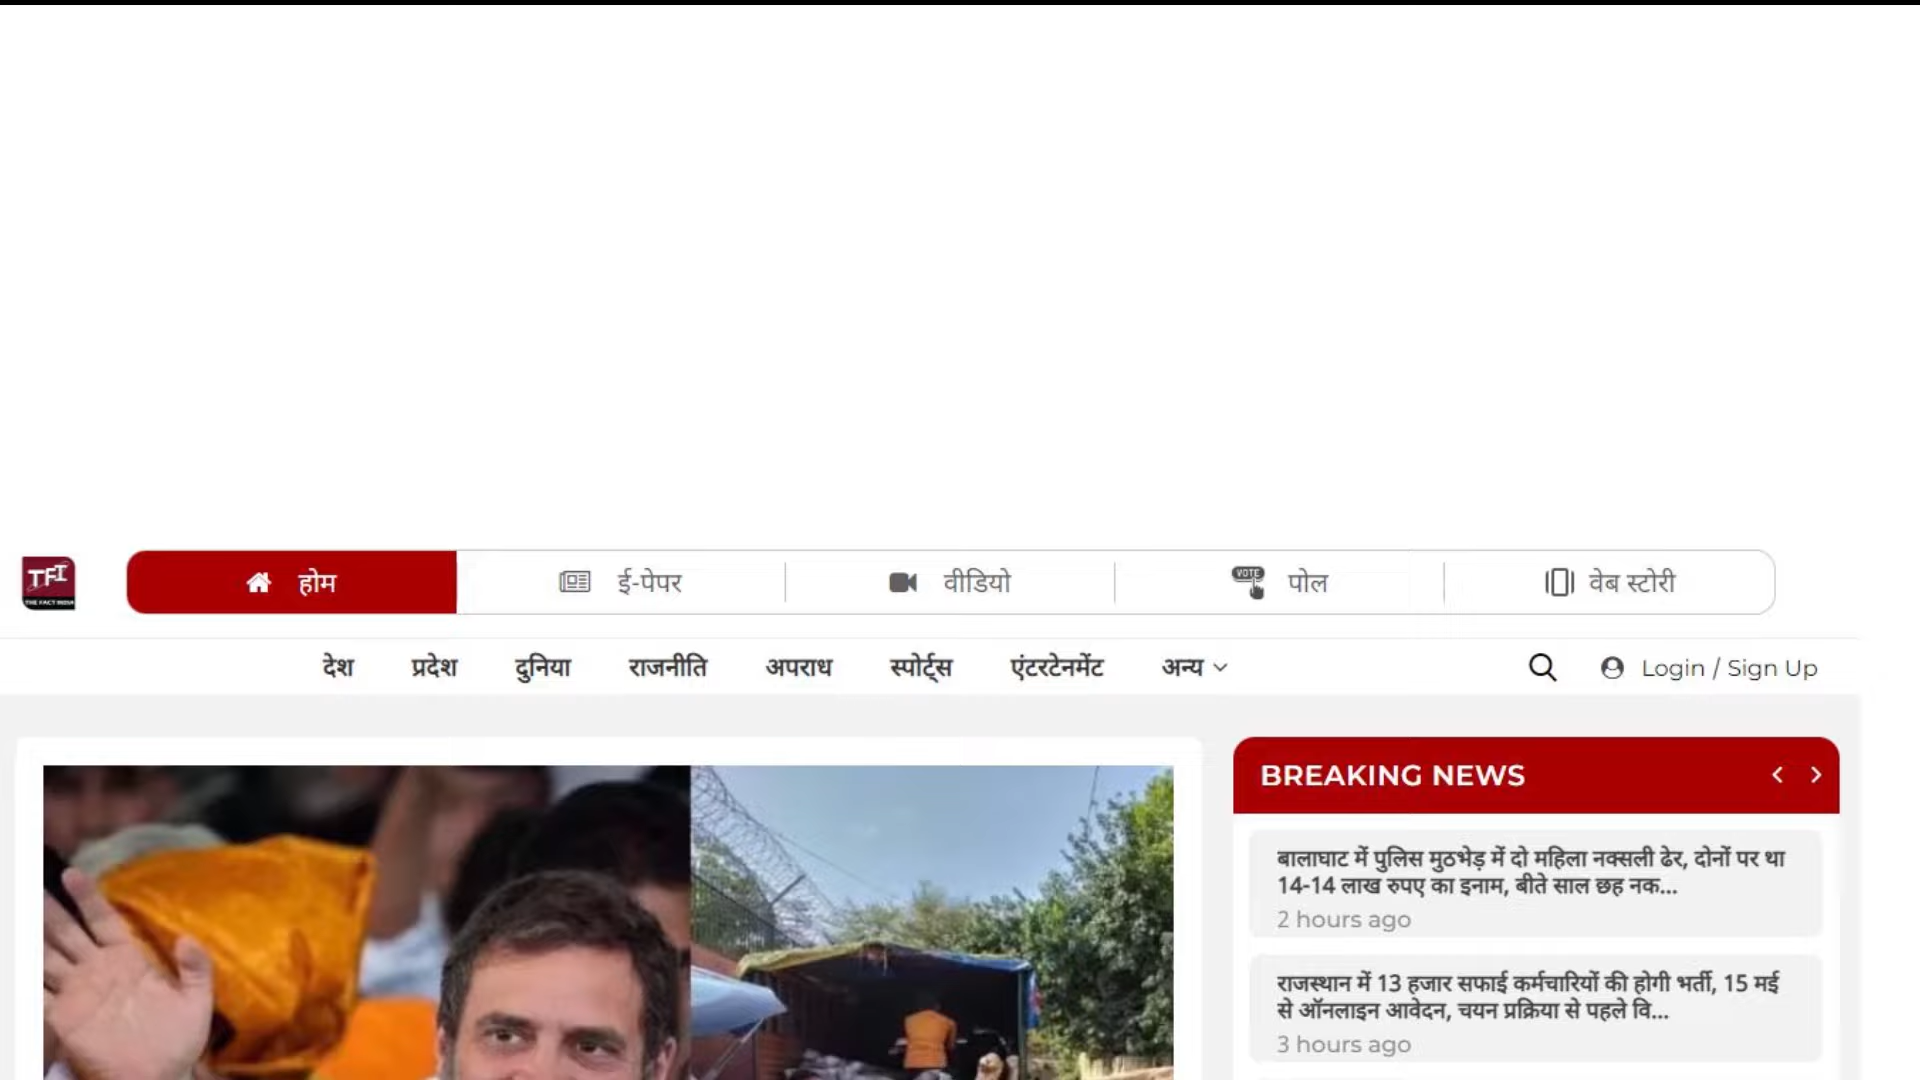 TFI
THE FACT INDIA
होम
ई-पेपर
वीडियो
VOTE
पोल
वेब स्टोरी
देश
प्रदेश
दुनिया
राजनीति
अपराध
स्पोर्ट्स
एंटरटेनमेंट
अन्य
Login / Sign Up
BREAKING NEWS
बालाघाट में पुलिस मुठभेड़ में दो महिला नक्सली ढेर, दोनों पर था
14-14 लाख रुपए का इनाम, बीते साल छह नक...
2 hours ago
राजस्थान में 13 हजार सफाई कर्मचारियों की होगी भर्ती, 15 मई
से ऑनलाइन आवेदन, चयन प्रक्रिया से पहले वि...
3 hours ago